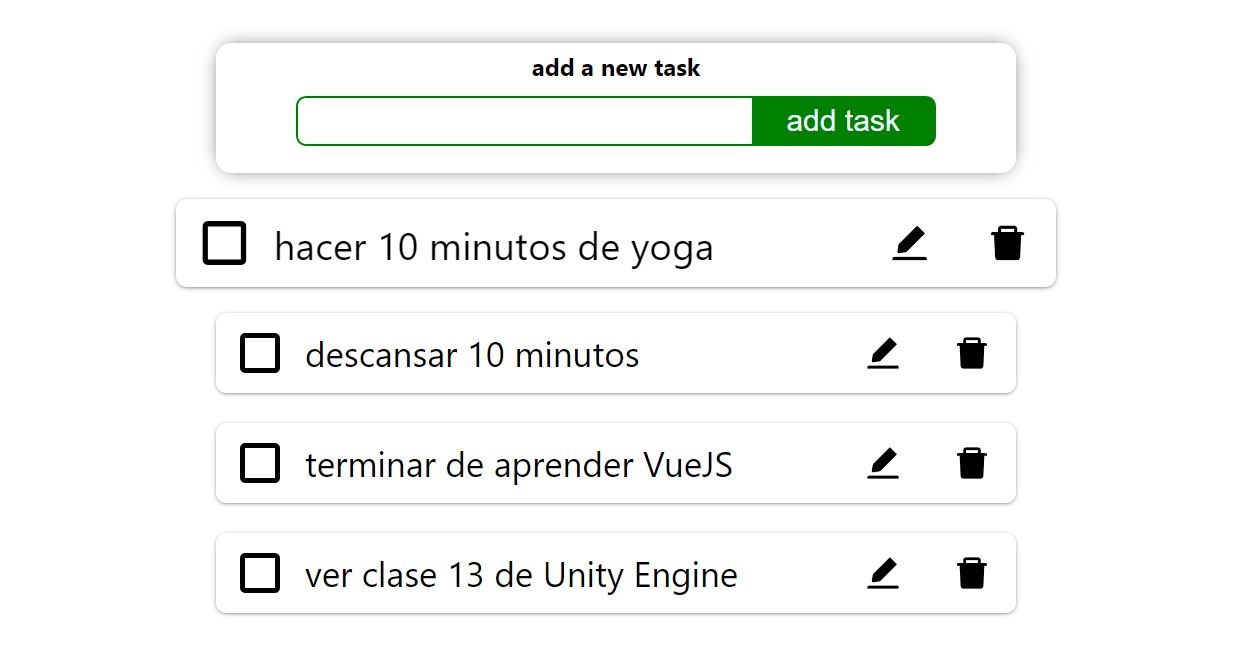 add a new task
add task
hacer 10 minutos de yoga
descansar 10 minutos
terminar de aprender VueJS
ver clase 13 de Unity Engine